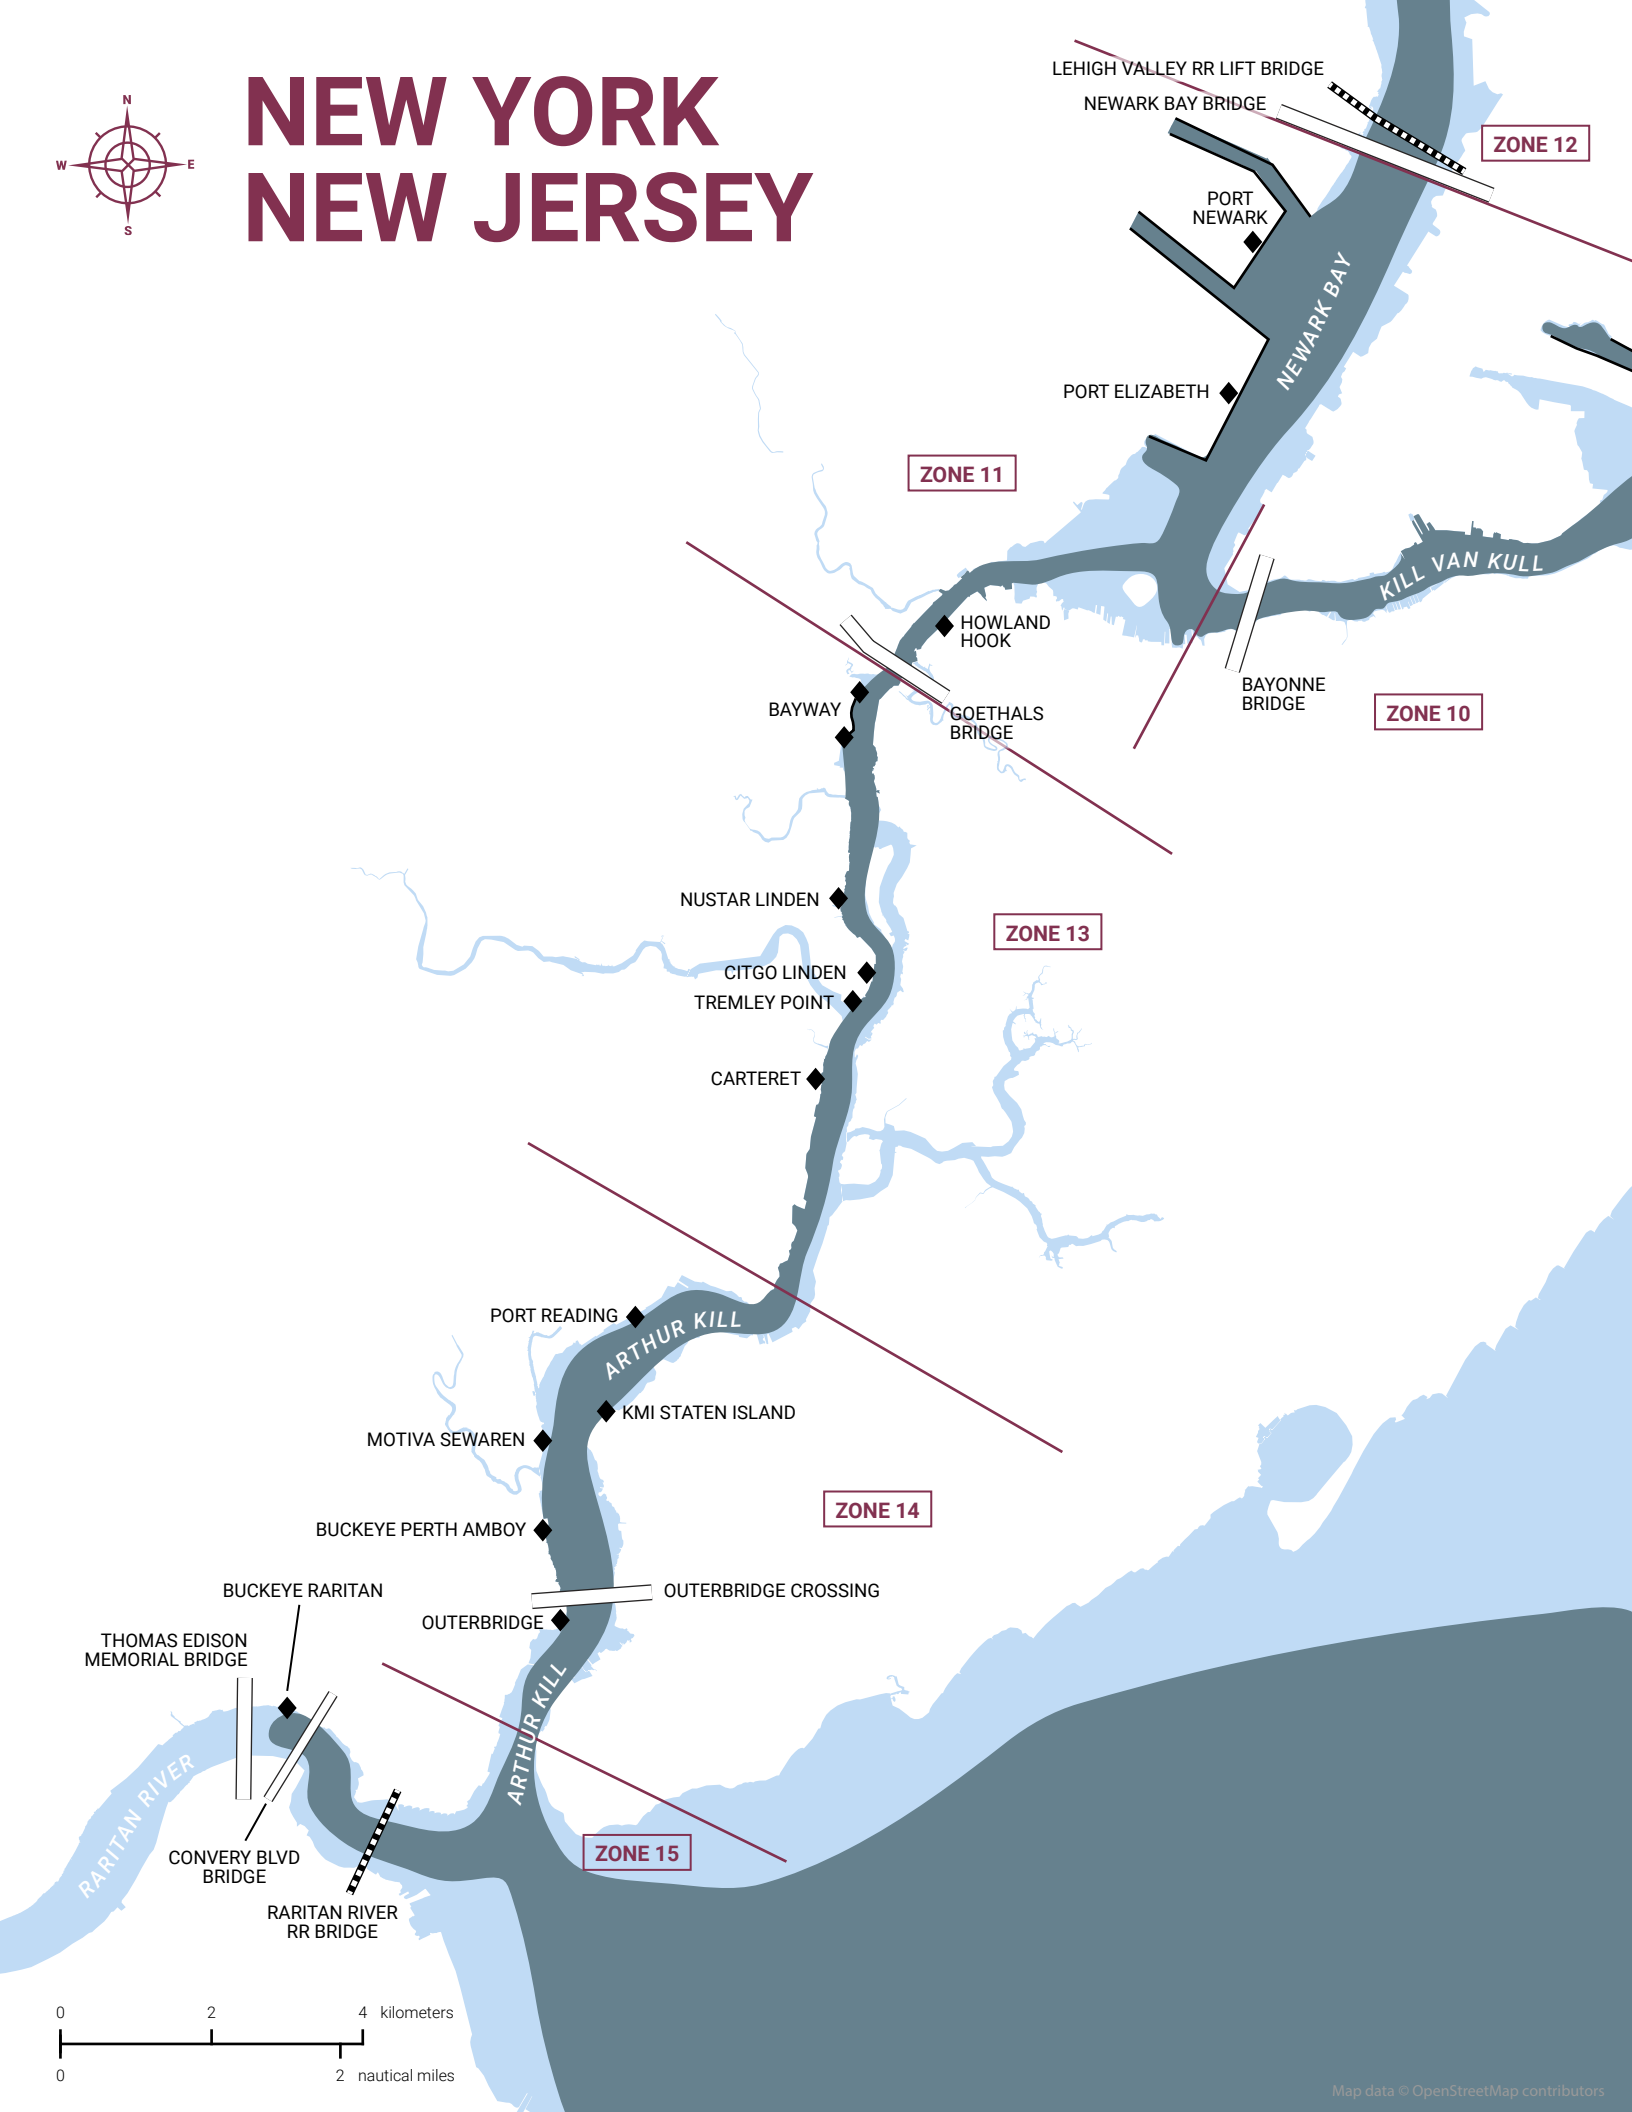 NEW YORK
NEW JERSEY
N
W
E
S
LEHIGH VALLEY RR LIFT BRIDGE
NEWARK BAY BRIDGE
ZONE 12
PORT
NEWARK
NEWARK BAY
PORT ELIZABETH
ZONE 11
KILL VAN KULL
HOWLAND
HOOK
BAYONNE
BRIDGE
ZONE 10
BAYWAY
GOETHALS
BRIDGE
NUSTAR LINDEN
ZONE 13
CITGO LINDEN
TREMLEY POINT
CARTERET
PORT READING
ARTHUR KILL
KMI STATEN ISLAND
MOTIVA SEWAREN
ZONE 14
BUCKEYE PERTH AMBOY
BUCKEYE RARITAN
OUTERBRIDGE CROSSING
OUTERBRIDGE
THOMAS EDISON
MEMORIAL BRIDGE
ARTHUR KILL
RARITAN RIVER
ZONE 15
CONVERY BLVD
BRIDGE
RARITAN RIVER
RR BRIDGE
0 2 4 kilometers
0 2 nautical miles
Map data © OpenStreetMap contributors